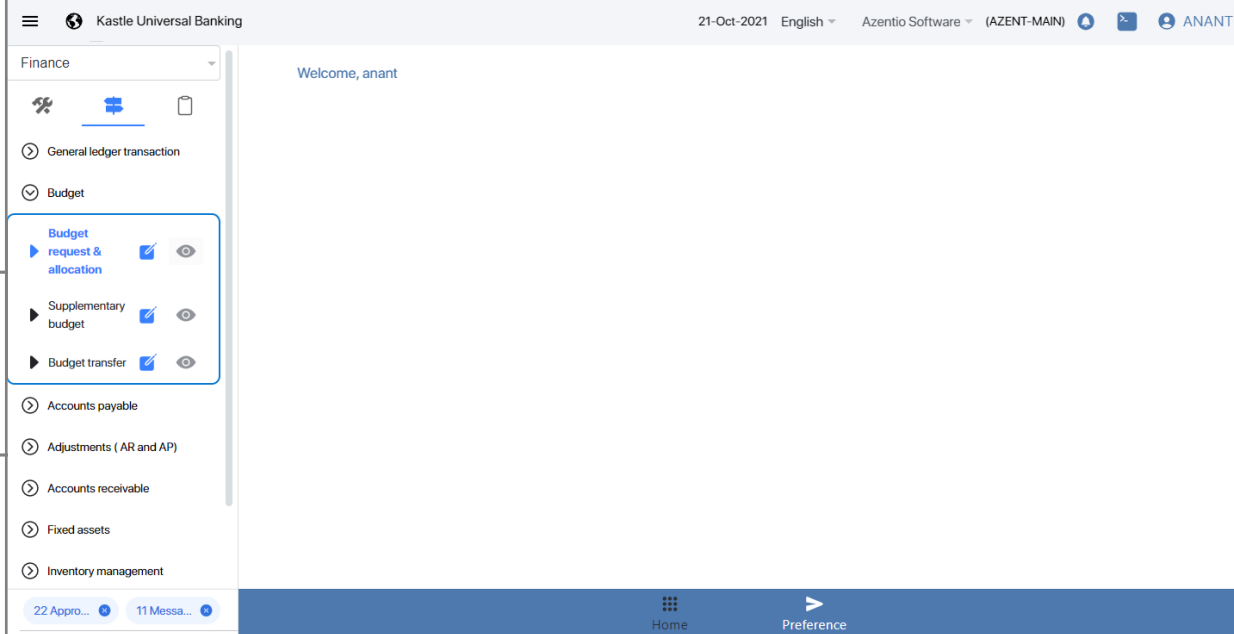 Kastle Universal Banking
21-Oct-2021 English Azentio Software (AZENT-MAIN) ANANT
Finance
Welcome, anant
General ledger transaction
Budget
Budget
request &
allocation
Supplementary
budget
Budget transfer
Accounts payable
Adjustments ( AR and AP)
Accounts receivable
Fixed assets
Inventory management
22 Appro... 11 Messa...
Home Preference